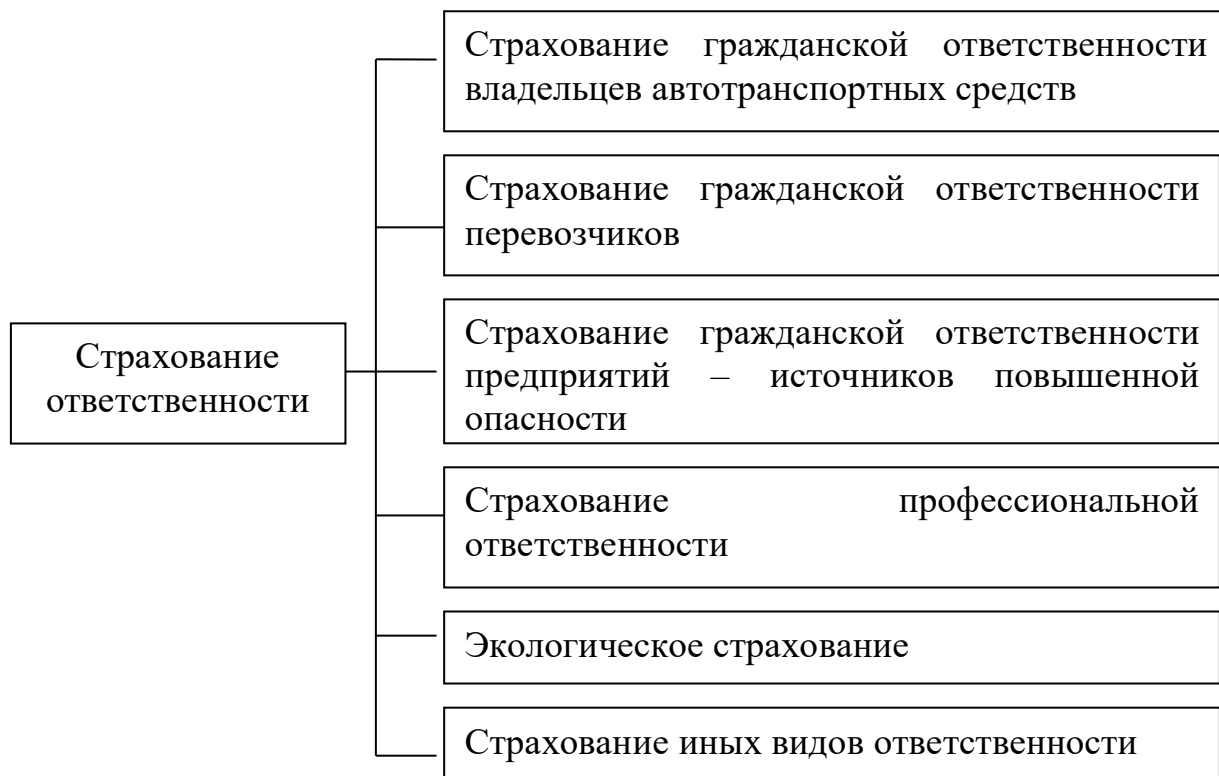 Страхование гражданской ответственности
владельцев автотранспортных средств
Страхование гражданской ответственности
перевозчиков
Страхование гражданской ответственности
предприятий – источников повышенной
опасности
Страхование
ответственности
Страхование профессиональной
ответственности
Экологическое страхование
Страхование иных видов ответственности